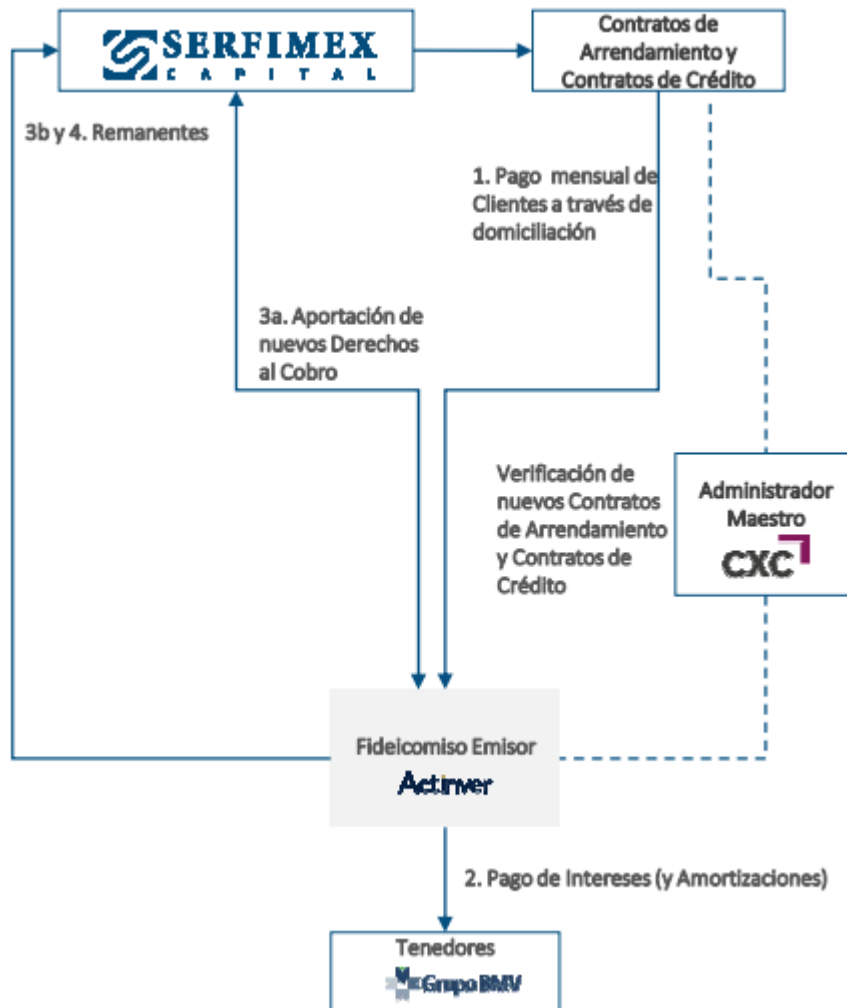 SERFIMEX
CAPITAL
Contratos de
Arrendamiento y
Contratos de Crédito
3b y 4. Remanentes
1. Pago mensual de
Clientes a través de
domiciliación
3a. Aportación de
nuevos Derechos
al Cobro
Verificación de
nuevos Contratos
de Arrendamiento
y Contratos de
Crédito
Administrador
Maestro
CXC
Fideicomiso Emisor
Actinver
2. Pago de Intereses (y Amortizaciones)
Tenedores
Grupo BMV